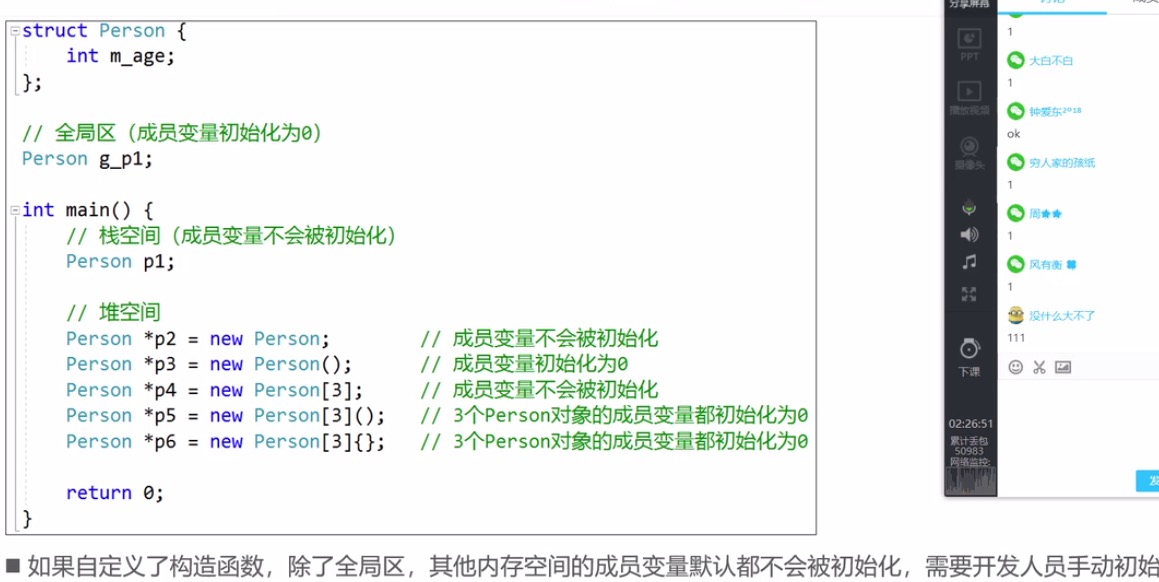 struct Person {
int m_age;
};
// 全局区（成员变量初始化为0）
Person g_p1;
int main() {
// 栈空间（成员变量不会被初始化）
Person p1;
// 堆空间
Person *p2 = new Person; // 成员变量不会被初始化
Person *p3 = new Person(); // 成员变量初始化为0
Person *p4 = new Person[3]; // 成员变量不会被初始化
Person *p5 = new Person[3](); // 3个Person对象的成员变量都初始化为0
Person *p6 = new Person[3]{}; // 3个Person对象的成员变量都初始化为0
return 0;
}
■ 如果自定义了构造函数，除了全局区，其他内存空间的成员变量默认都不会被初始化，需要开发人员手动初始
分享屏幕
PPT
播放视频
摄像头
下课
02:26:51
累计丢包
50983
网络监控:
1
大白不白
1
钟爱东²⁰¹⁸
ok
穷人家的孩纸
1
周★★
1
风有衡
1
没什么大不了
111
发